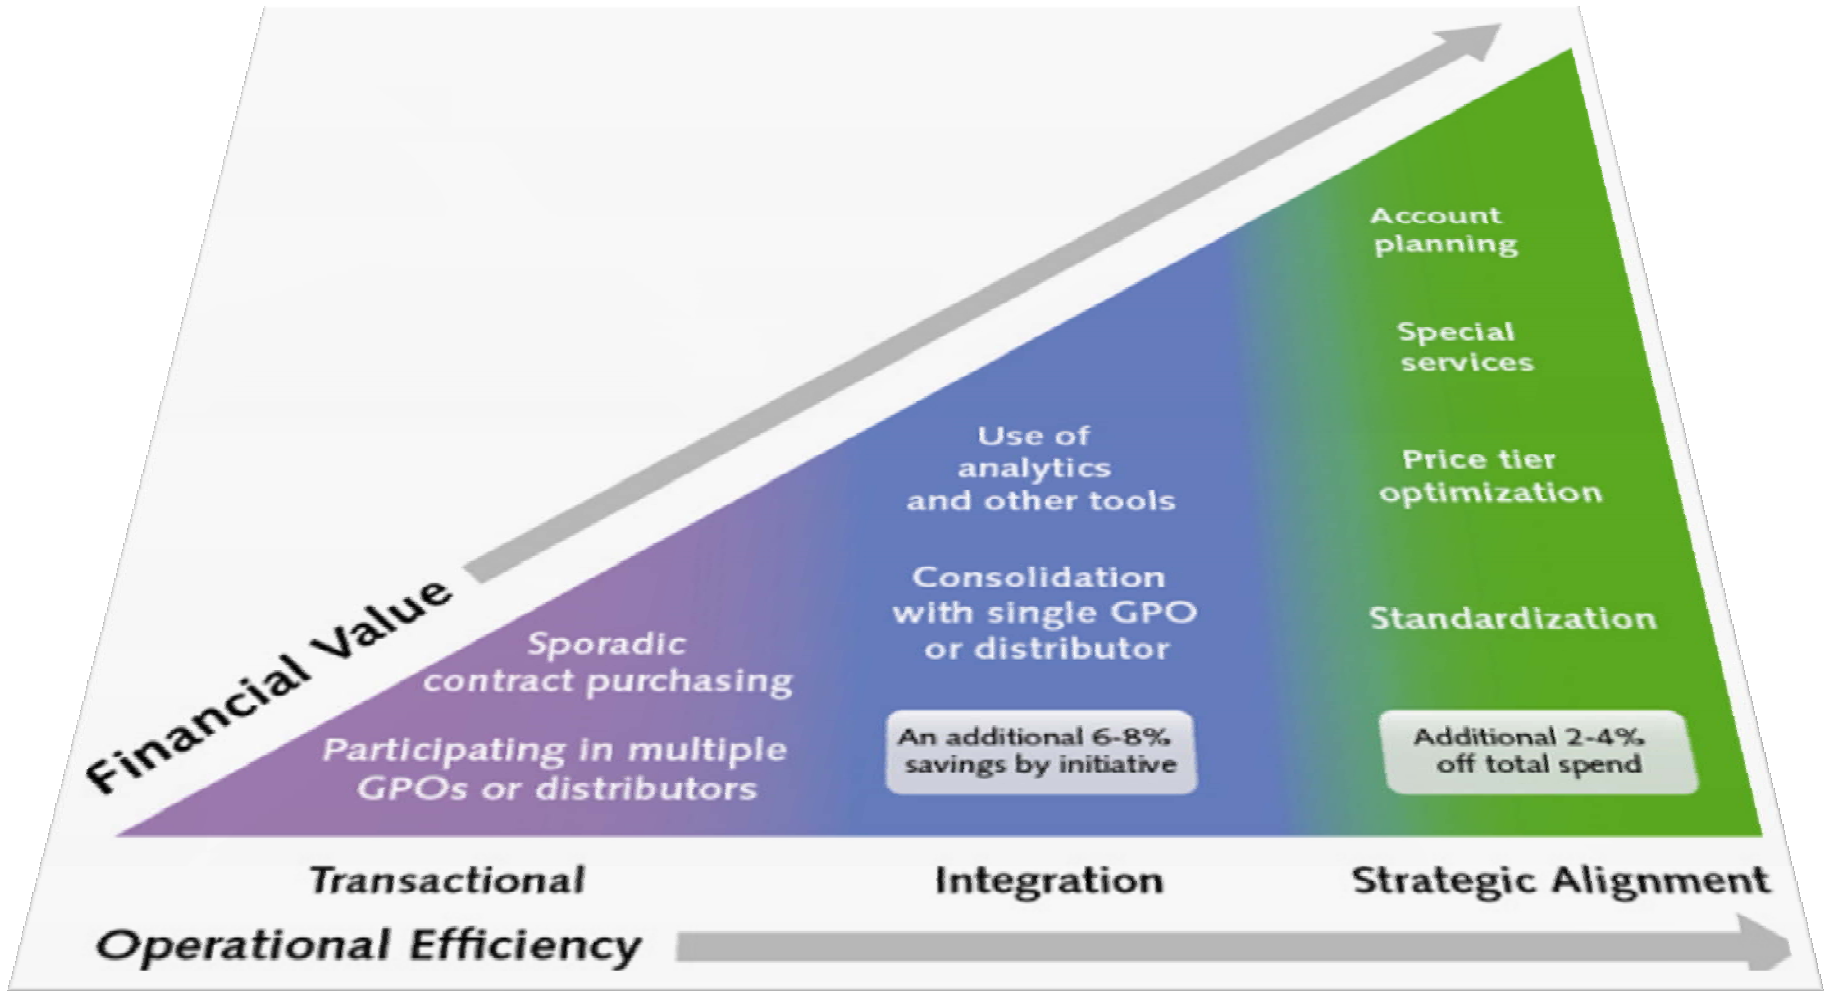 Account
planning
Special
services
Price tier
optimization
Standardization
Additional 2-4%
off total spend
Use of
analytics
and other tools
Consolidation
with single GPO
or distributor
An additional 6-8%
savings by initiative
Sporadic
contract purchasing
Participating in multiple
GPOs or distributors
Financial Value
Transactional
Integration
Strategic Alignment
Operational Efficiency